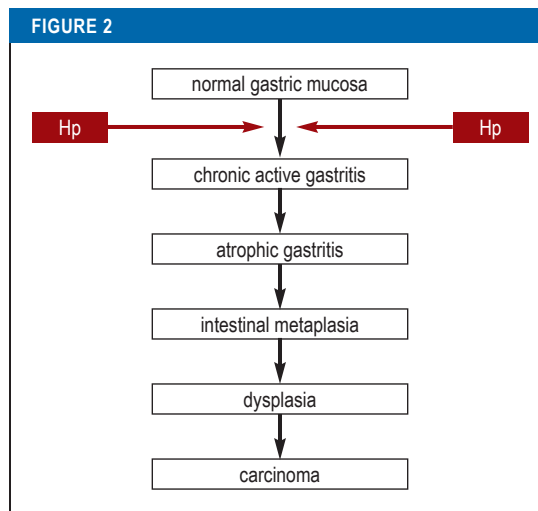 FIGURE 2
normal gastric mucosa
Hp
Hp
chronic active gastritis
atrophic gastritis
intestinal metaplasia
dysplasia
carcinoma